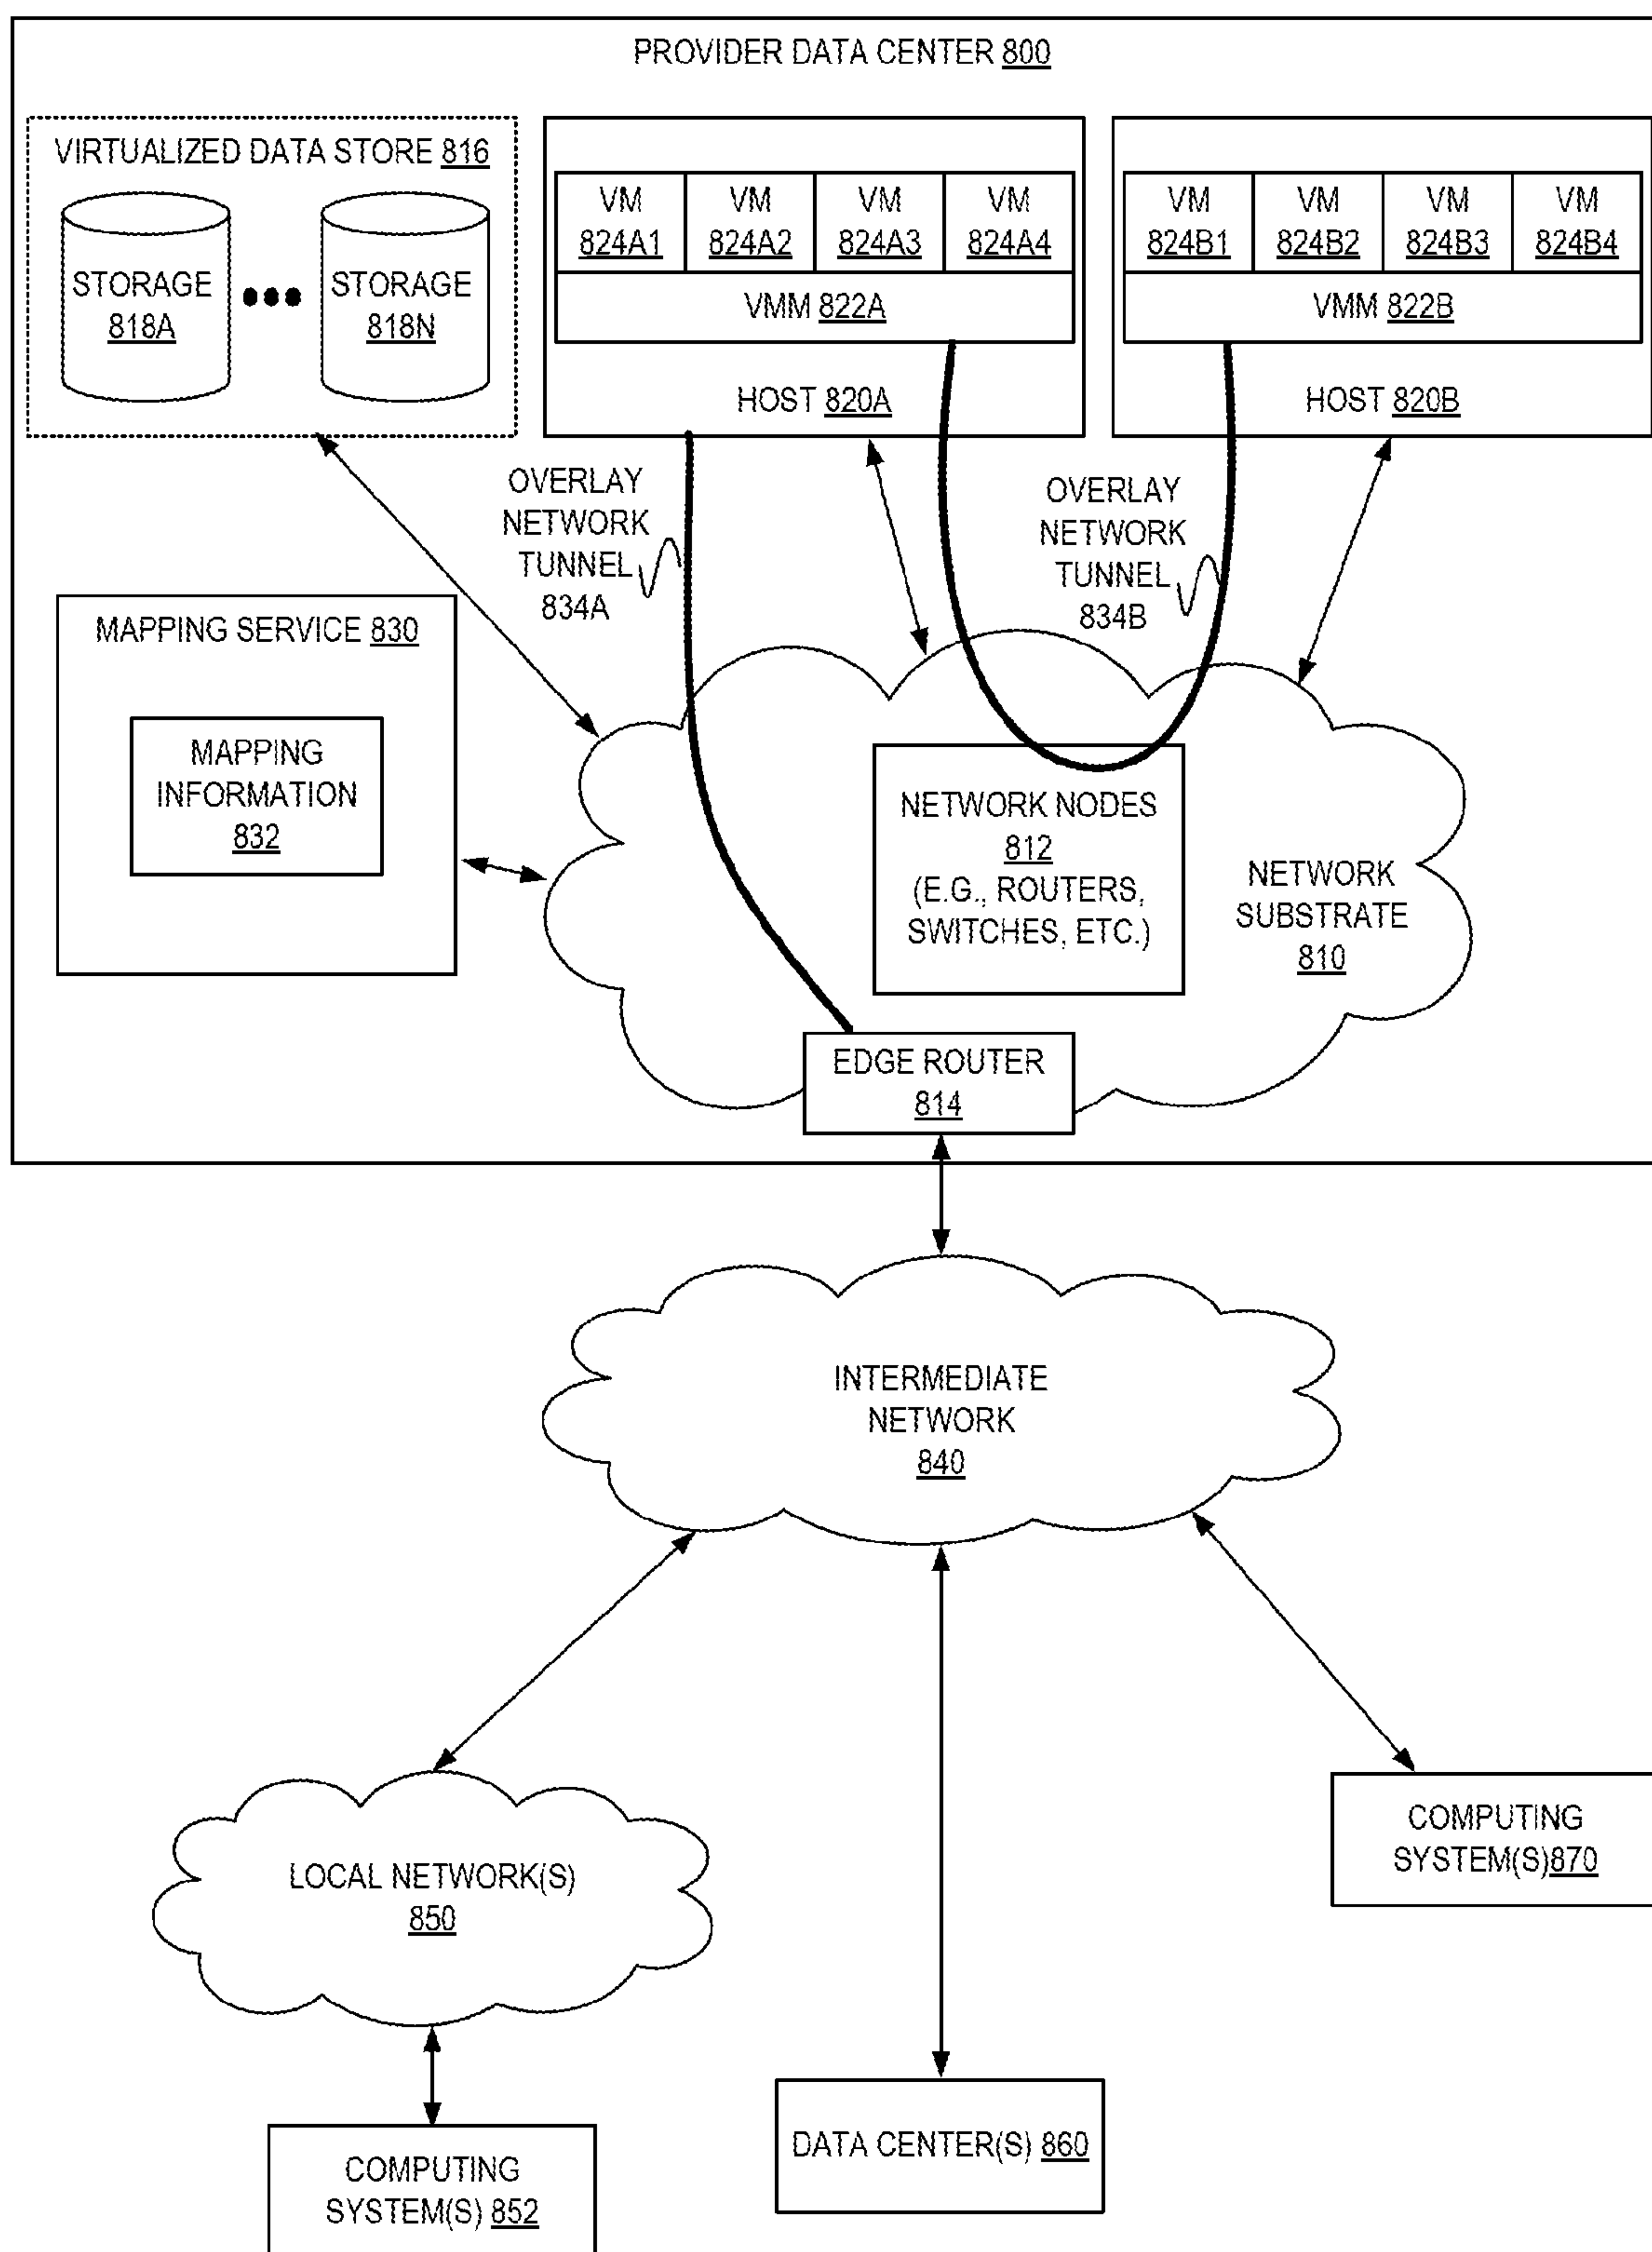 PROVIDER DATA CENTER 800
VIRTUALIZED DATA STORE 816
STORAGE
818A
STORAGE
818N
VM
824A1
VM
824A2
VM
824A3
VM
824A4
VMM 822A
HOST 820A
VM
824B1
VM
824B2
VM
824B3
VM
824B4
VMM 822B
HOST 820B
OVERLAY
NETWORK
TUNNEL
834A
OVERLAY
NETWORK
TUNNEL
834B
MAPPING SERVICE 830
MAPPING
INFORMATION
832
NETWORK NODES
812
(E.G., ROUTERS,
SWITCHES, ETC.)
NETWORK
SUBSTRATE
810
EDGE ROUTER
814
INTERMEDIATE
NETWORK
840
LOCAL NETWORK(S)
850
COMPUTING
SYSTEM(S)870
DATA CENTER(S) 860
COMPUTING
SYSTEM(S) 852